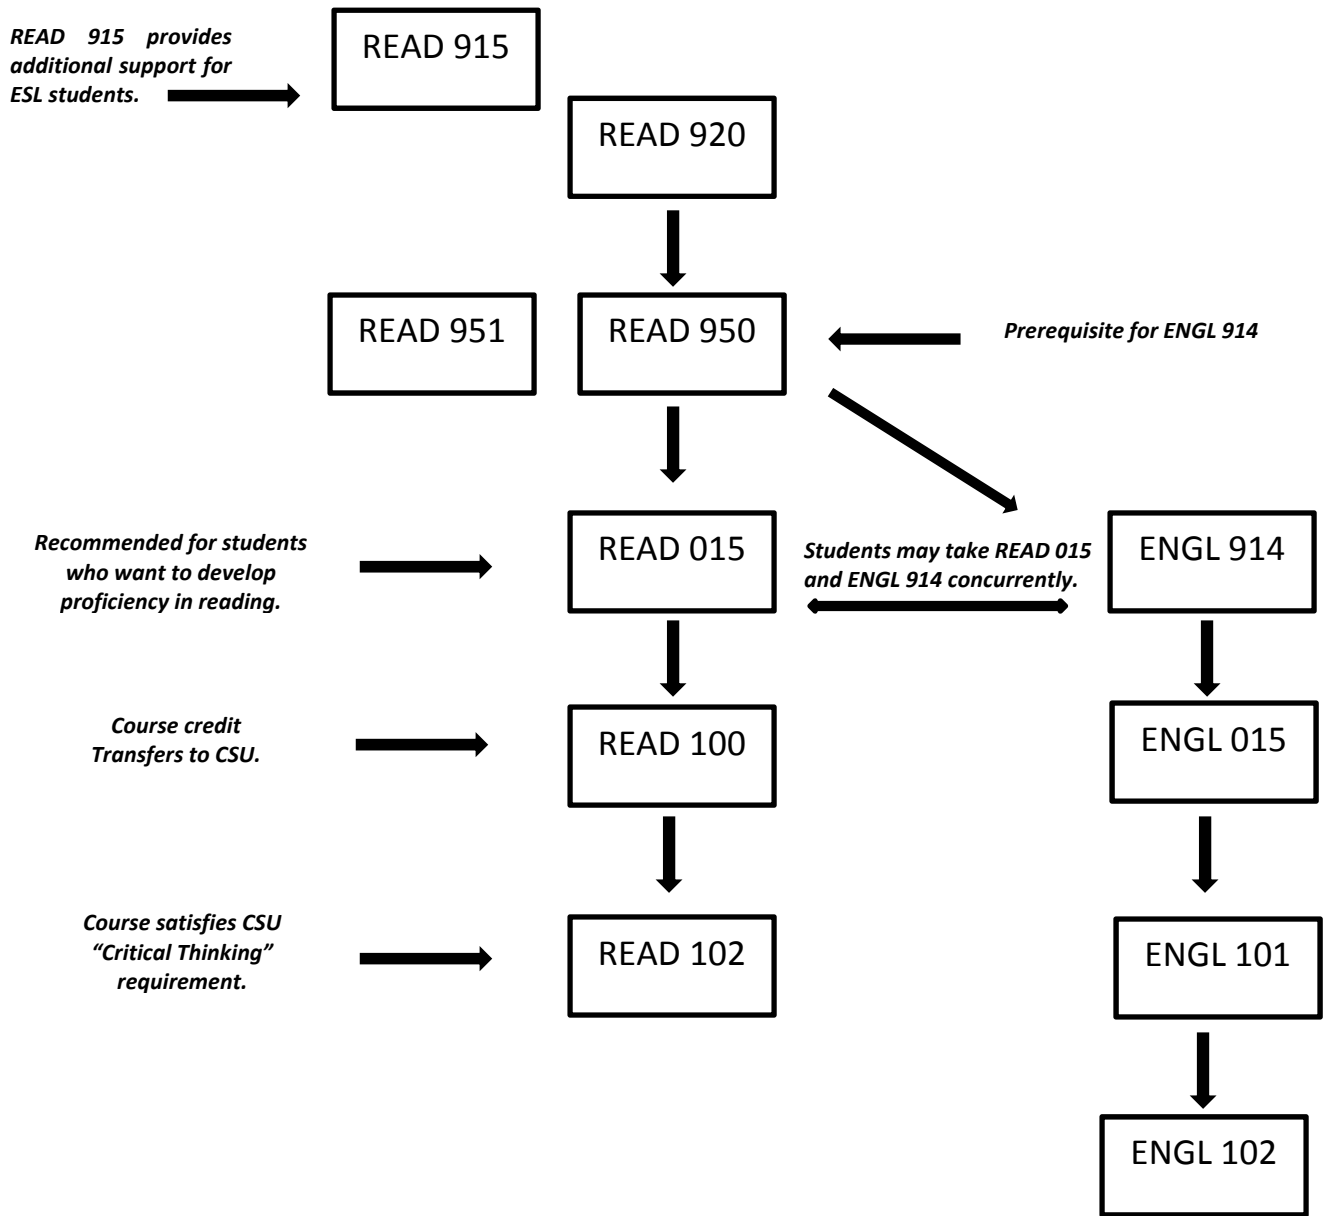 READ 915 provides
additional support for
ESL students.
READ 915
READ 920
READ 951
READ 950
Prerequisite for ENGL 914
Recommended for students
who want to develop
proficiency in reading.
READ 015
Students may take READ 015
and ENGL 914 concurrently.
ENGL 914
Course credit
Transfers to CSU.
READ 100
ENGL 015
Course satisfies CSU
“Critical Thinking”
requirement.
READ 102
ENGL 101
ENGL 102